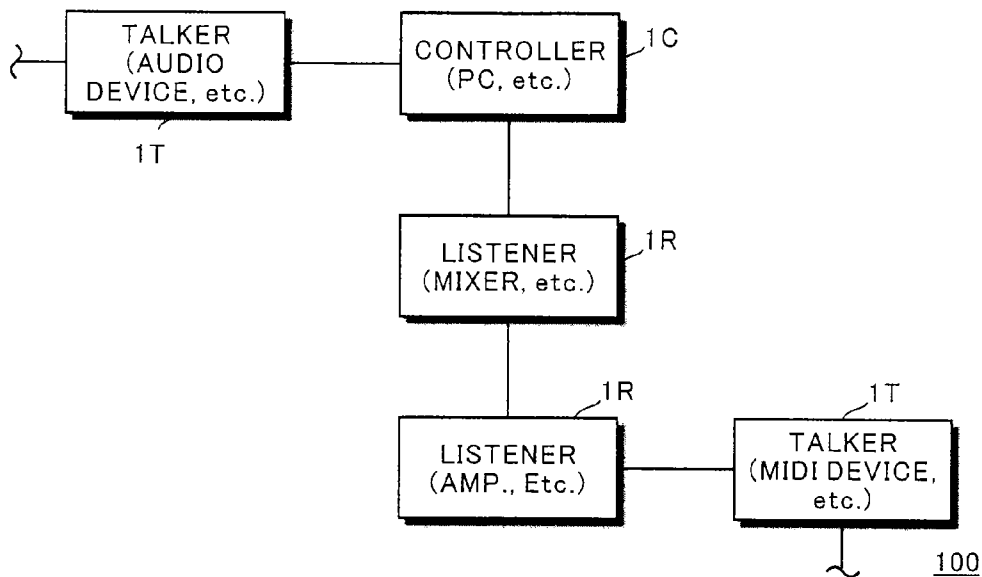 TALKER
(AUDIO
DEVICE, etc.)
1T
CONTROLLER
(PC, etc.)
1C
LISTENER
(MIXER, etc.)
1R
LISTENER
(AMP., Etc.)
1R
TALKER
(MIDI DEVICE,
etc.)
1T
100